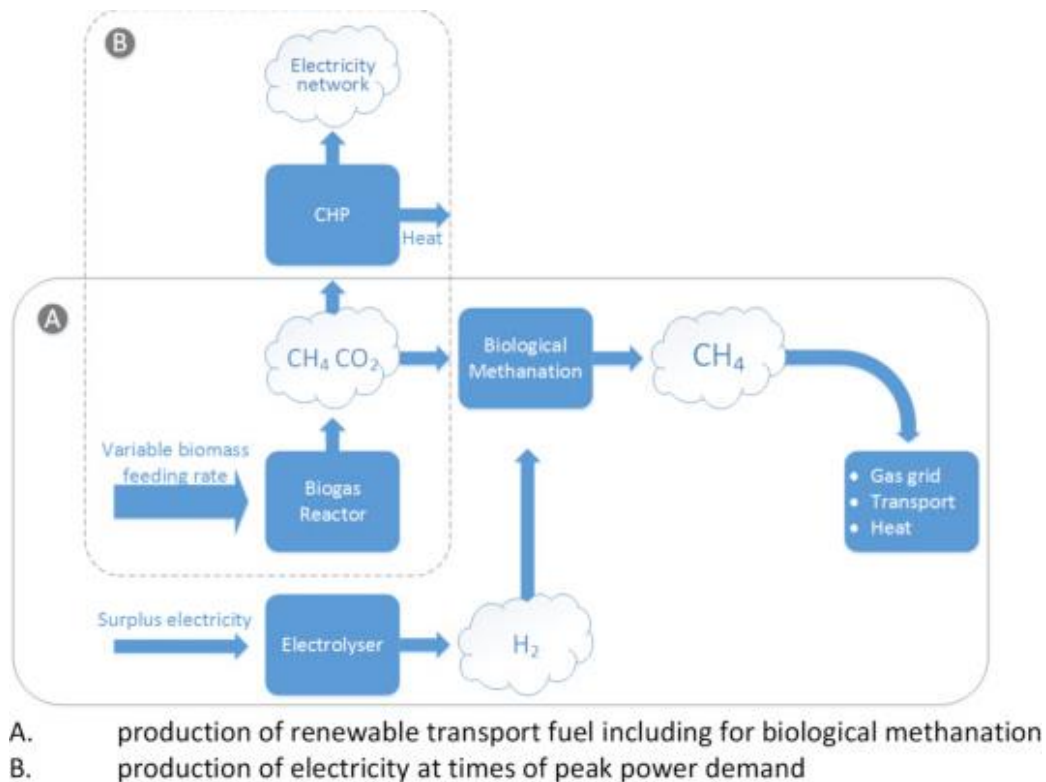 B
Electricity
network
CHP
Heat
A
CH₄ CO₂
Biological
Methanation
CH₄
Variable biomass
feeding rate
Biogas
Reactor
• Gas grid
• Transport
• Heat
Surplus electricity
Electrolyser
H₂
A. production of renewable transport fuel including for biological methanation
B. production of electricity at times of peak power demand